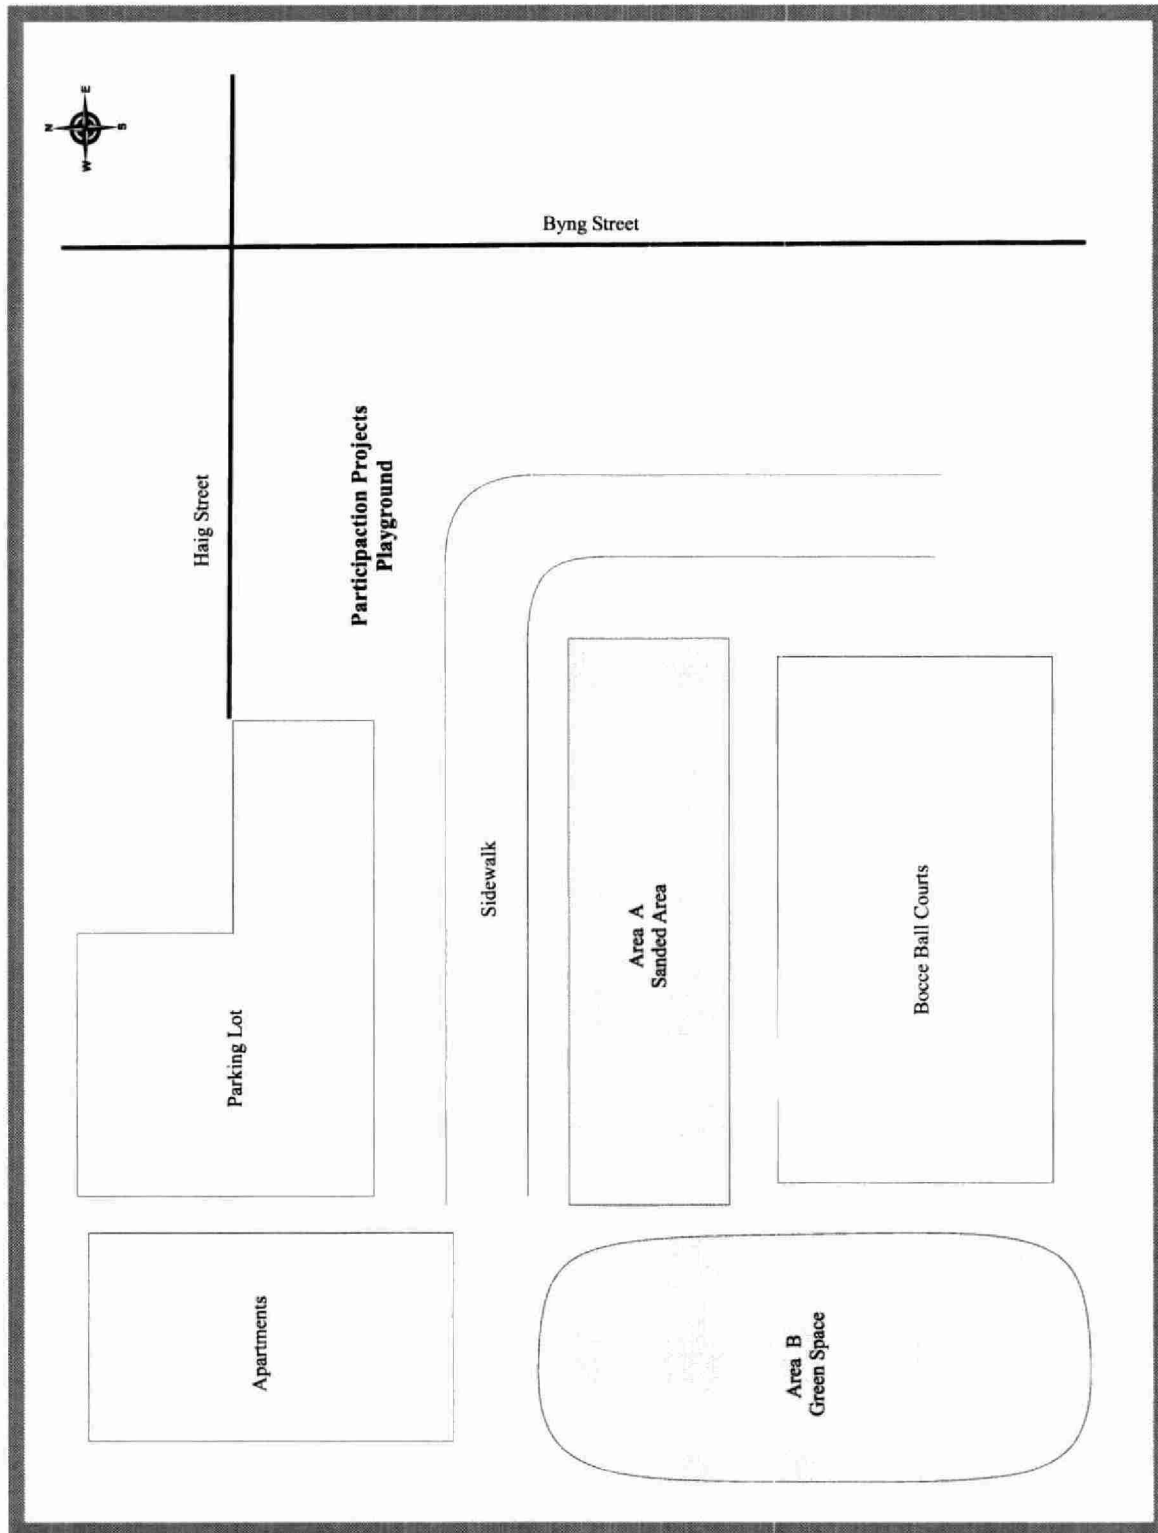 N
W
E
S
Byng Street
Haig Street
Participaction Projects
Playground
Parking Lot
Sidewalk
Area A
Sanded Area
Bocce Ball Courts
Apartments
Area B
Green Space